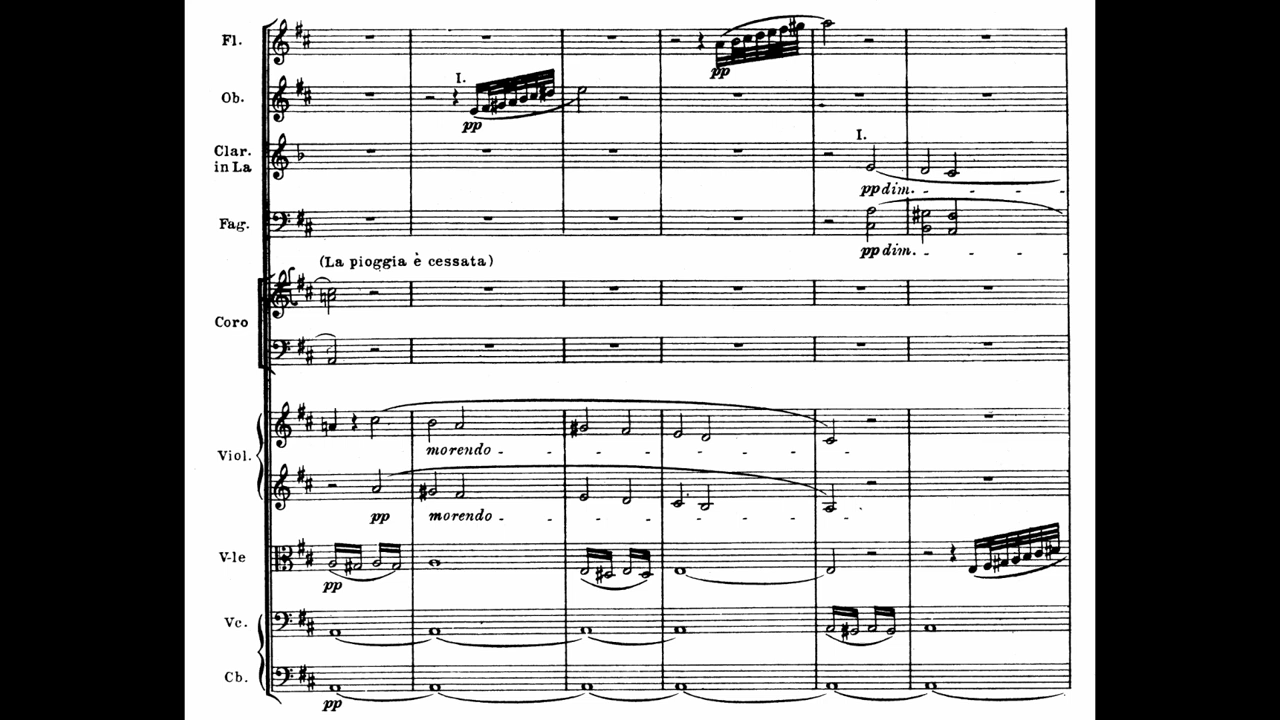 Fl.
pp
I.
Ob.
pp
I.
Clar.
in La
pp dim.
Fag.
pp dim.
(La pioggia è cessata)
Coro
morendo
Viol.
pp
morendo
V-le
pp
Vc.
Cb.
pp